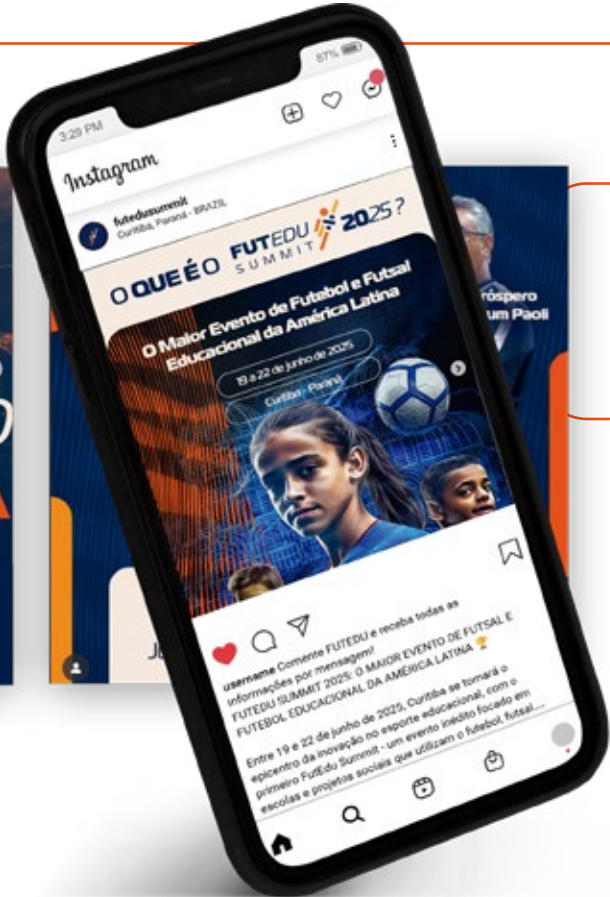 3:29 PM
87%
Instagram
futedusummit
Curitiba, Paraná - BRAZIL
O QUE É O FUTEDU SUMMIT 2025?
O Maior Evento de Futebol e Futsal
Educacional da América Latina
19 a 22 de junho de 2025
Curitiba - Paraná
username Comente FUTEDU e receba todas as
informações por mensagem!
FUTEDU SUMMIT 2025: O MAIOR EVENTO DE FUTSAL E
FUTEBOL EDUCACIONAL DA AMÉRICA LATINA 🏆
Entre 19 e 22 de junho de 2025, Curitiba se tornará o
epicentro da inovação no esporte educacional, com o
primeiro FutEdu Summit - um evento inédito focado em
escolas e projetos sociais que utilizam o futebol, futsal....
róspero
um Paoli